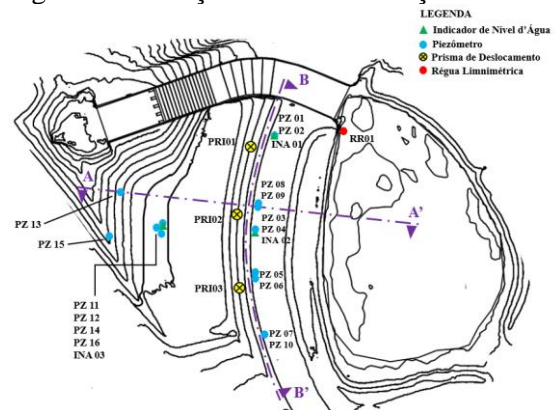 LEGENDA
Indicador de Nível d'Água
Piezômetro
Prisma de Deslocamento
Régua Limnimétrica
B
PZ 01
PZ 02
INA 01
RR01
PRI01
A
PZ 08
PZ 09
A'
PZ 13
PRI02
PZ 03
PZ 04
INA 02
PZ 15
PZ 05
PZ 06
PRI03
PZ 11
PZ 12
PZ 14
PZ 16
INA 03
PZ 07
PZ 10
B'